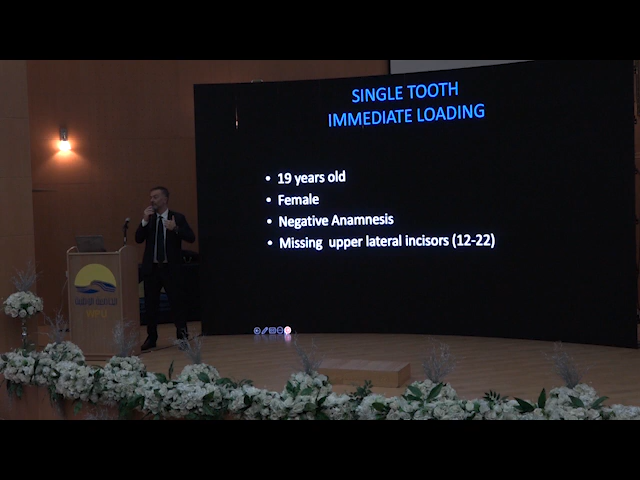 SINGLE TOOTH
IMMEDIATE LOADING
• 19 years old
• Female
• Negative Anamnesis
• Missing upper lateral incisors (12-22)